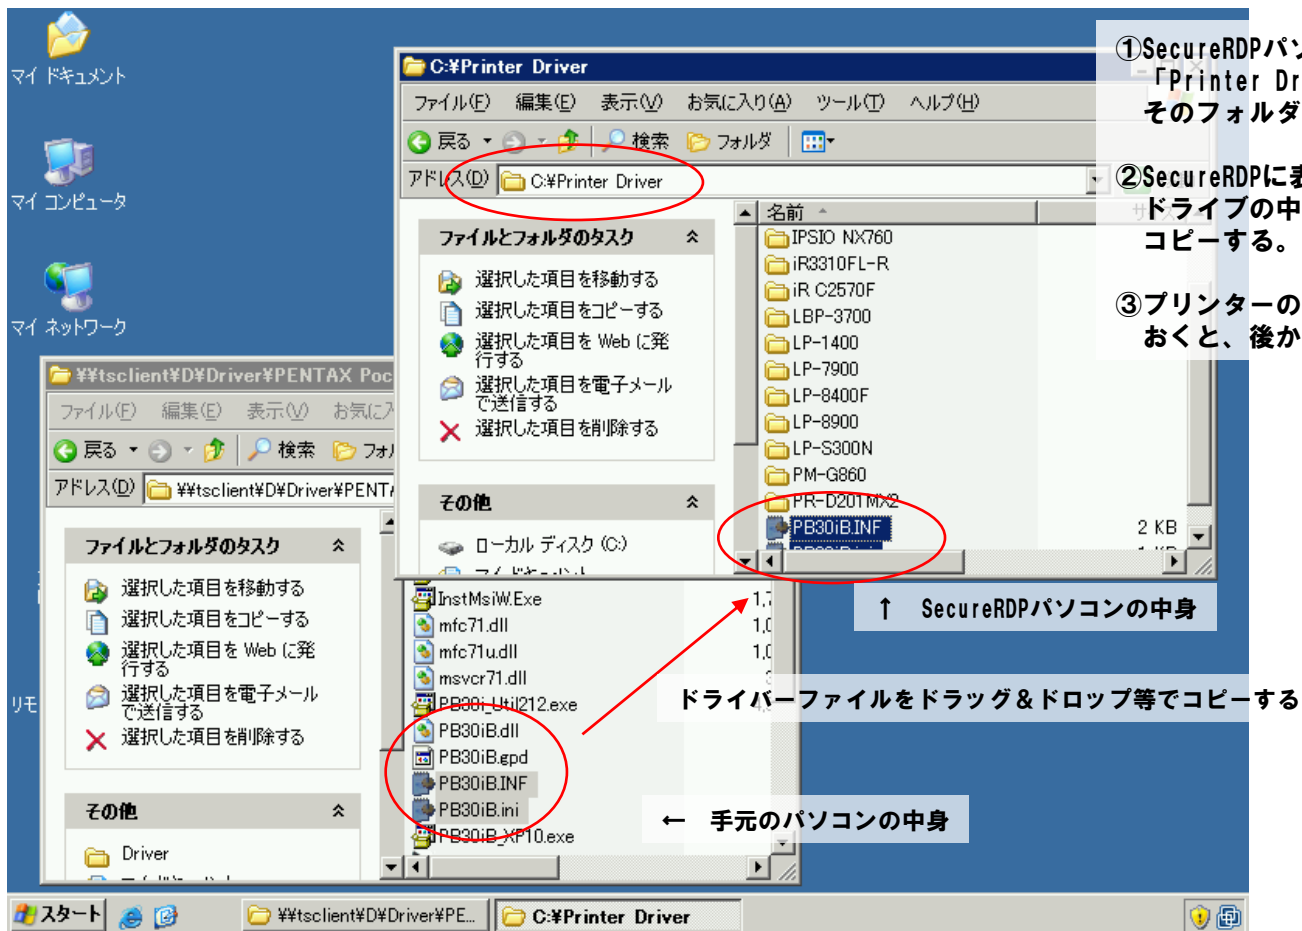 マイ ドキュメント
マイ コンピュータ
マイ ネットワーク
C:¥Printer Driver
ファイル(F) 編集(E) 表示(V) お気に入り(A) ツール(T) ヘルプ(H)
戻る 検索 フォルダ
アドレス(D) C:¥Printer Driver
ファイルとフォルダのタスク
選択した項目を移動する
選択した項目をコピーする
選択した項目を Web に発
行する
選択した項目を電子メール
で送信する
選択した項目を削除する
その他
ローカル ディスク (C:)
名前
IPSIO NX760
iR3310FL-R
iR C2570F
LBP-3700
LP-1400
LP-7900
LP-8400F
LP-8900
LP-S300N
PM-G860
PR-D201MX2
PB30iB.INF 2 KB
①SecureRDPパソ
「Printer Dr
そのフォルダ
②SecureRDPに表
ドライブの中
コピーする。
③プリンターの
おくと、後か
↑ SecureRDPパソコンの中身
¥¥tsclient¥D¥Driver¥PENTAX Poc
ファイル(F) 編集(E) 表示(V) お気に入
戻る 検索 フォル
アドレス(D) ¥¥tsclient¥D¥Driver¥PENTA
ファイルとフォルダのタスク
選択した項目を移動する
選択した項目をコピーする
選択した項目を Web に発
行する
選択した項目を電子メール
で送信する
選択した項目を削除する
その他
Driver
InstMsiW.Exe 1,7
mfc71.dll 1,0
mfc71u.dll 1,0
msvcr71.dll
PB30i_Util212.exe
PB30iB.dll
PB30iB.gpd
PB30iB.INF
PB30iB.ini
PB30iB_XP10.exe
ドライバーファイルをドラッグ＆ドロップ等でコピーする
← 手元のパソコンの中身
リモ
スタート ¥¥tsclient¥D¥Driver¥PE... C:¥Printer Driver